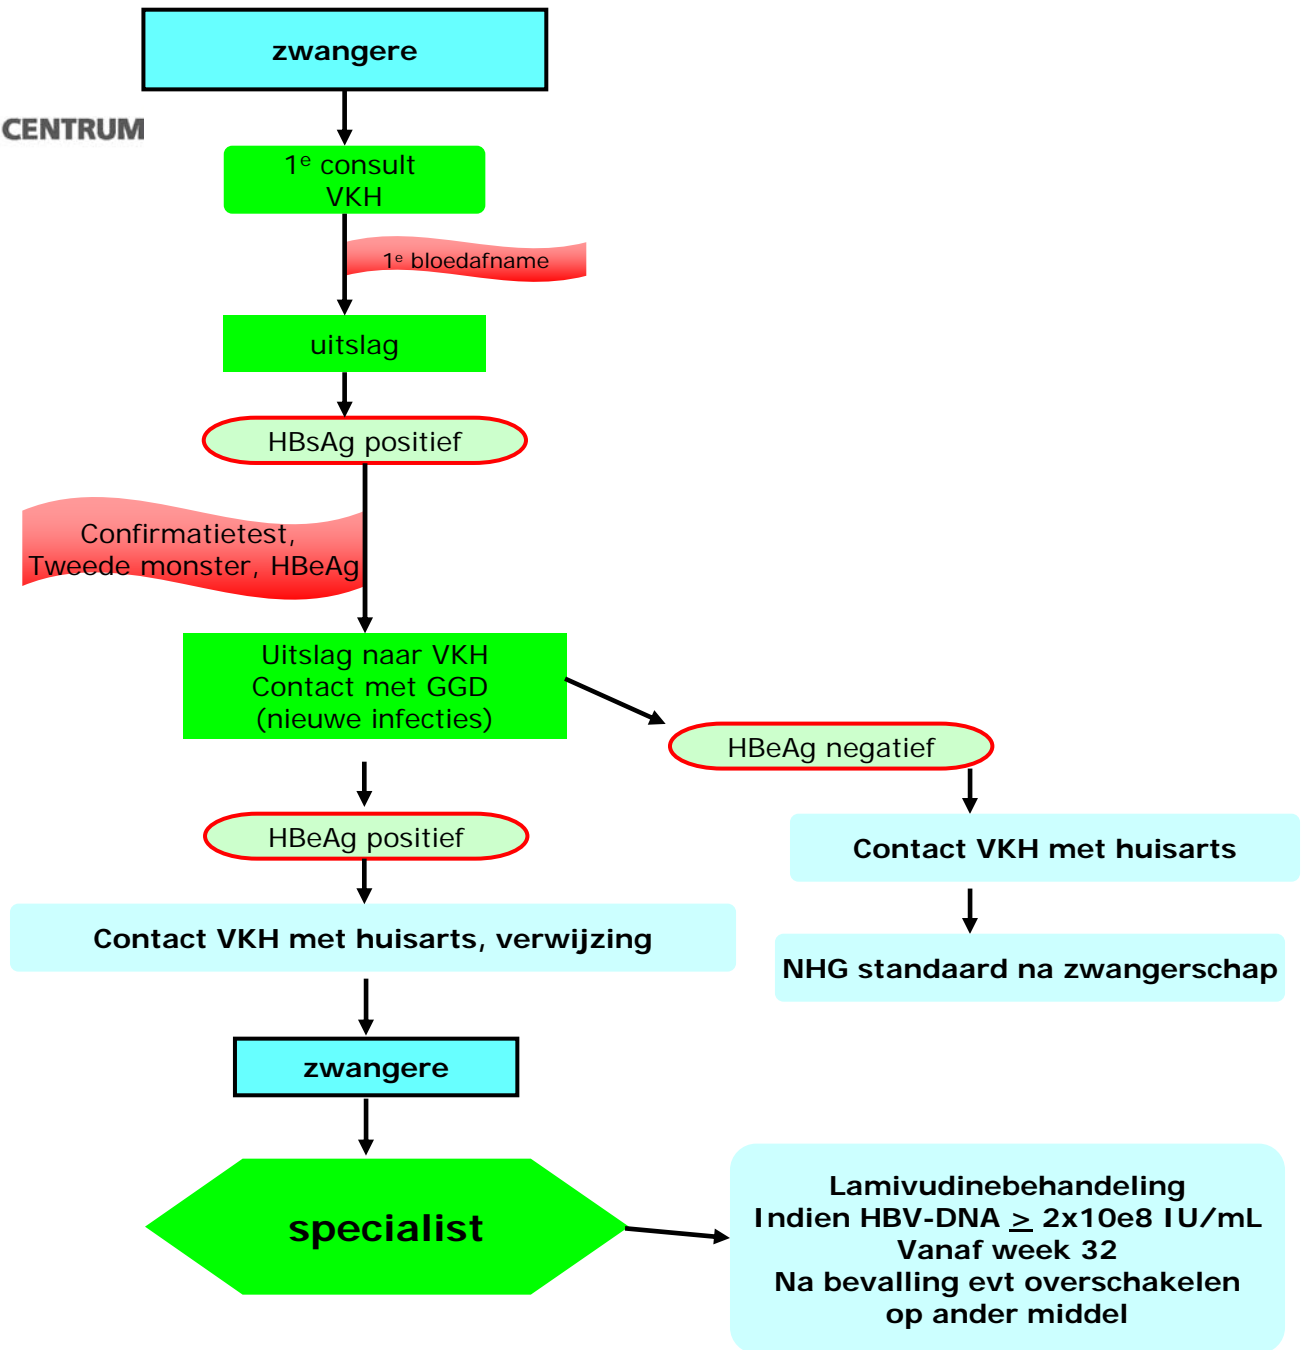 zwangere
CENTRUM
1e consult
VKH
1e bloedafname
uitslag
HBsAg positief
Confirmatietest,
Tweede monster, HBeAg
Uitslag naar VKH
Contact met GGD
(nieuwe infecties)
HBeAg negatief
HBeAg positief
Contact VKH met huisarts
Contact VKH met huisarts, verwijzing
NHG standaard na zwangerschap
zwangere
specialist
Lamivudinebehandeling
Indien HBV-DNA ≥ 2x10e8 IU/mL
Vanaf week 32
Na bevalling evt overschakelen
op ander middel